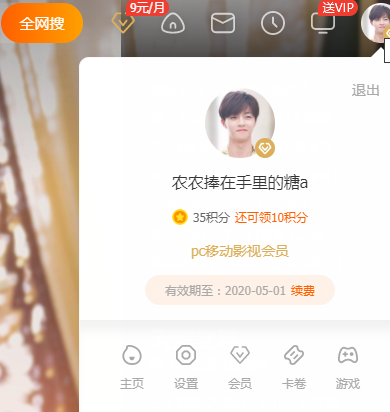 全网搜
9元/月
送VIP
退出
农农捧在手里的糖a
35积分 还可领10积分
pc移动影视会员
有效期至：2020-05-01 续费
主页 设置 会员 卡卷 游戏